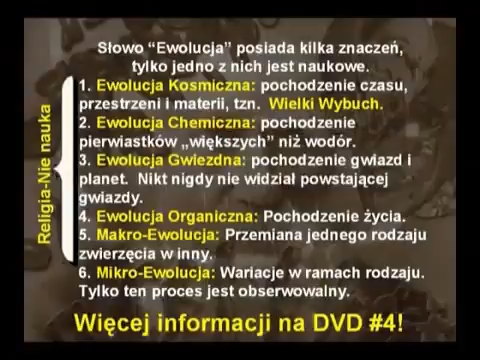 Słowo “Ewolucja” posiada kilka znaczeń,
tylko jedno z nich jest naukowe.
Religia-Nie nauka
1. Ewolucja Kosmiczna: pochodzenie czasu,
przestrzeni i materii, tzn. Wielki Wybuch.
2. Ewolucja Chemiczna: pochodzenie
pierwiastków „większych” niż wodór.
3. Ewolucja Gwiezdna: pochodzenie gwiazd i
planet. Nikt nigdy nie widział powstającej
gwiazdy.
4. Ewolucja Organiczna: Pochodzenie życia.
5. Makro-Ewolucja: Przemiana jednego rodzaju
zwierzęcia w inny.
6. Mikro-Ewolucja: Wariacje w ramach rodzaju.
Tylko ten proces jest obserwowalny.
Więcej informacji na DVD #4!